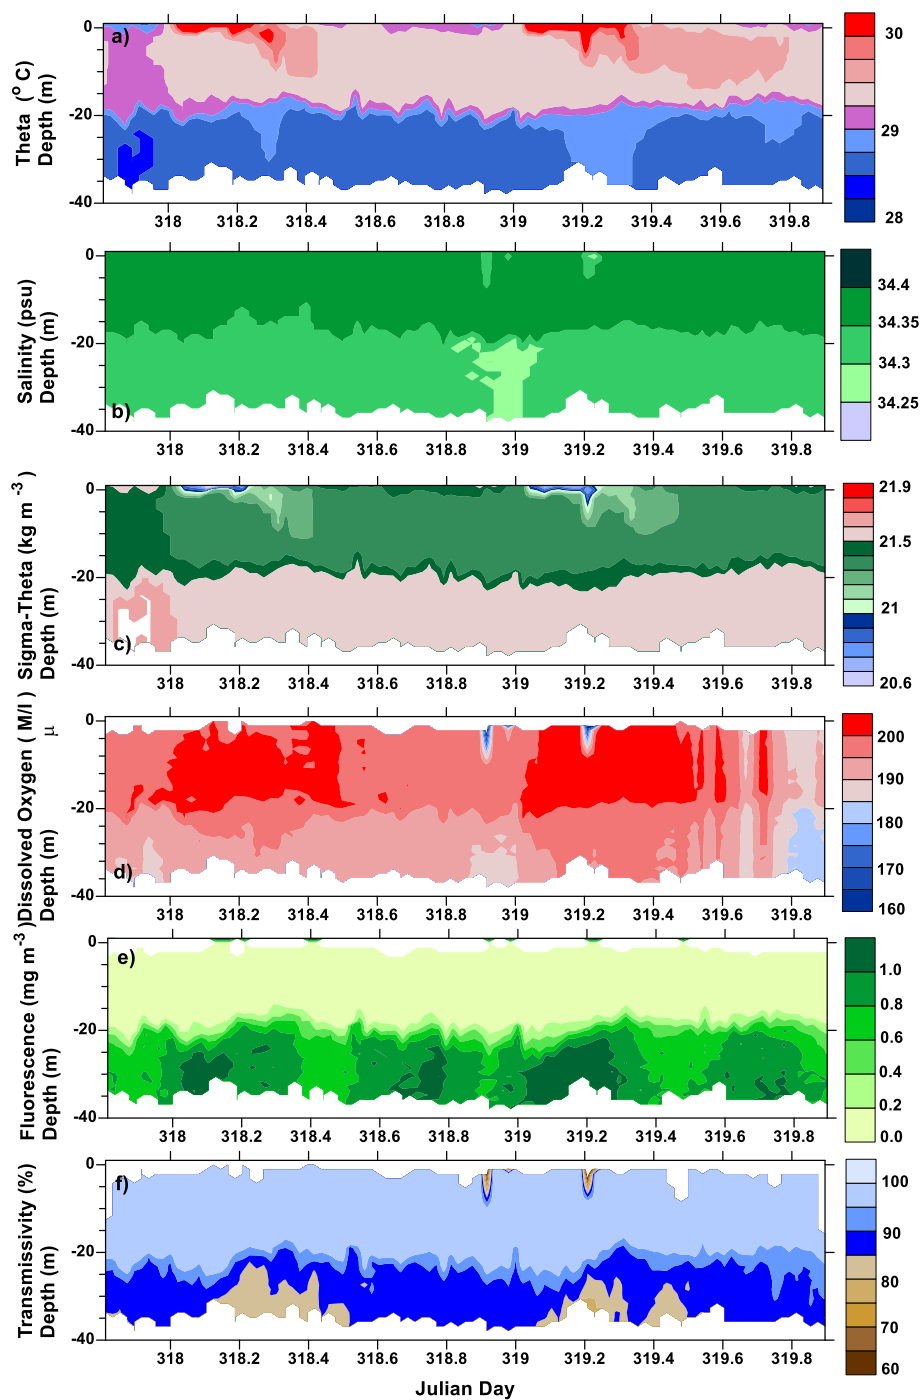 a)
Theta (° C)
Depth (m)
0
-20
-40
318 318.2 318.4 318.6 318.8 319 319.2 319.4 319.6 319.8
30
29
28
b)
Salinity (psu)
Depth (m)
0
-20
-40
318 318.2 318.4 318.6 318.8 319 319.2 319.4 319.6 319.8
34.4
34.35
34.3
34.25
c)
Sigma-Theta (kg m -3 )
Depth (m)
0
-20
-40
318 318.2 318.4 318.6 318.8 319 319.2 319.4 319.6 319.8
21.9
21.5
21
20.6
d)
Dissolved Oxygen ( M/l )
μ
Depth (m)
0
-20
-40
318 318.2 318.4 318.6 318.8 319 319.2 319.4 319.6 319.8
200
190
180
170
160
e)
Fluorescence (mg m -3 )
Depth (m)
0
-20
-40
318 318.2 318.4 318.6 318.8 319 319.2 319.4 319.6 319.8
1.0
0.8
0.6
0.4
0.2
0.0
f)
Transmissivity (%)
Depth (m)
0
-20
-40
318 318.2 318.4 318.6 318.8 319 319.2 319.4 319.6 319.8
100
90
80
70
60
Julian Day